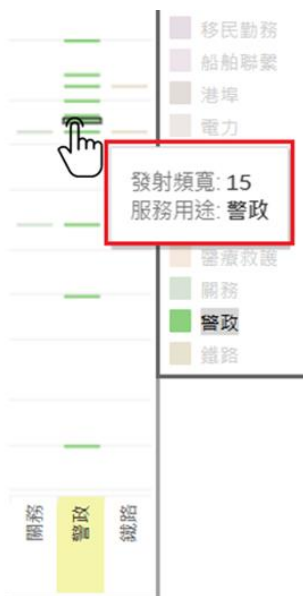 移民勤務
船舶聯繫
港埠
電力
發射頻寬: 15
服務用途: 警政
醫療救護
關務
警政
鐵路
關務
警政
鐵路